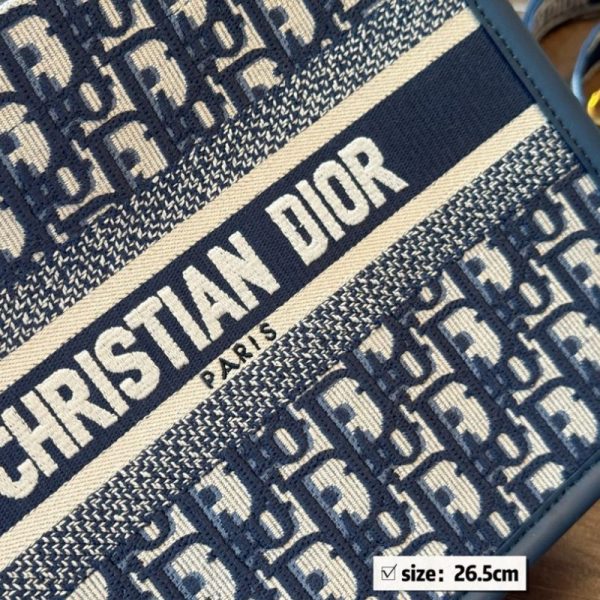 CHRISTIAN DIOR
PARIS
☑ size: 26.5cm